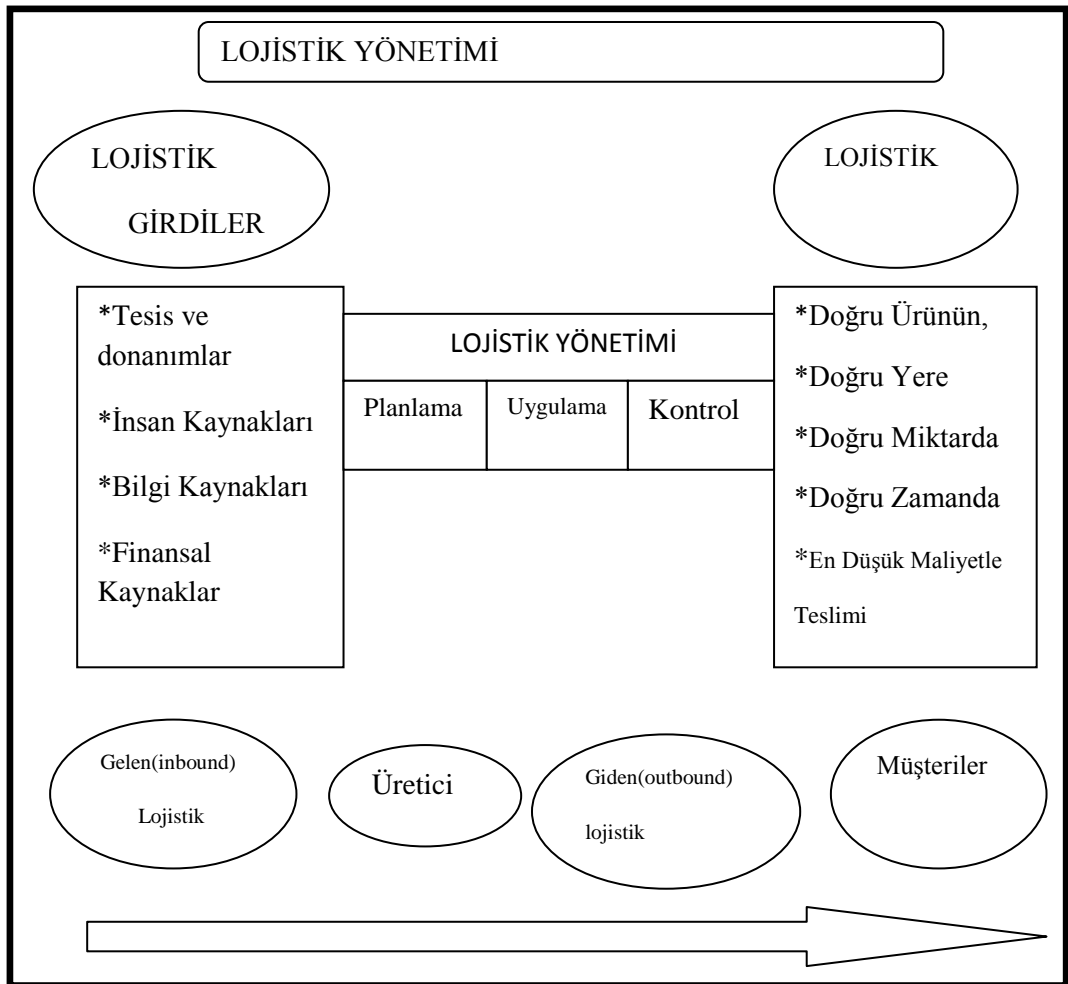 LOJİSTİK YÖNETİMİ
LOJİSTİK
GİRDİLER
LOJİSTİK
*Tesis ve
donanımlar
*İnsan Kaynakları
*Bilgi Kaynakları
*Finansal
Kaynaklar
LOJİSTİK YÖNETİMİ
Planlama
Uygulama
Kontrol
*Doğru Ürünün,
*Doğru Yere
*Doğru Miktarda
*Doğru Zamanda
*En Düşük Maliyetle
Teslimi
Gelen(inbound)
Lojistik
Üretici
Giden(outbound)
lojistik
Müşteriler